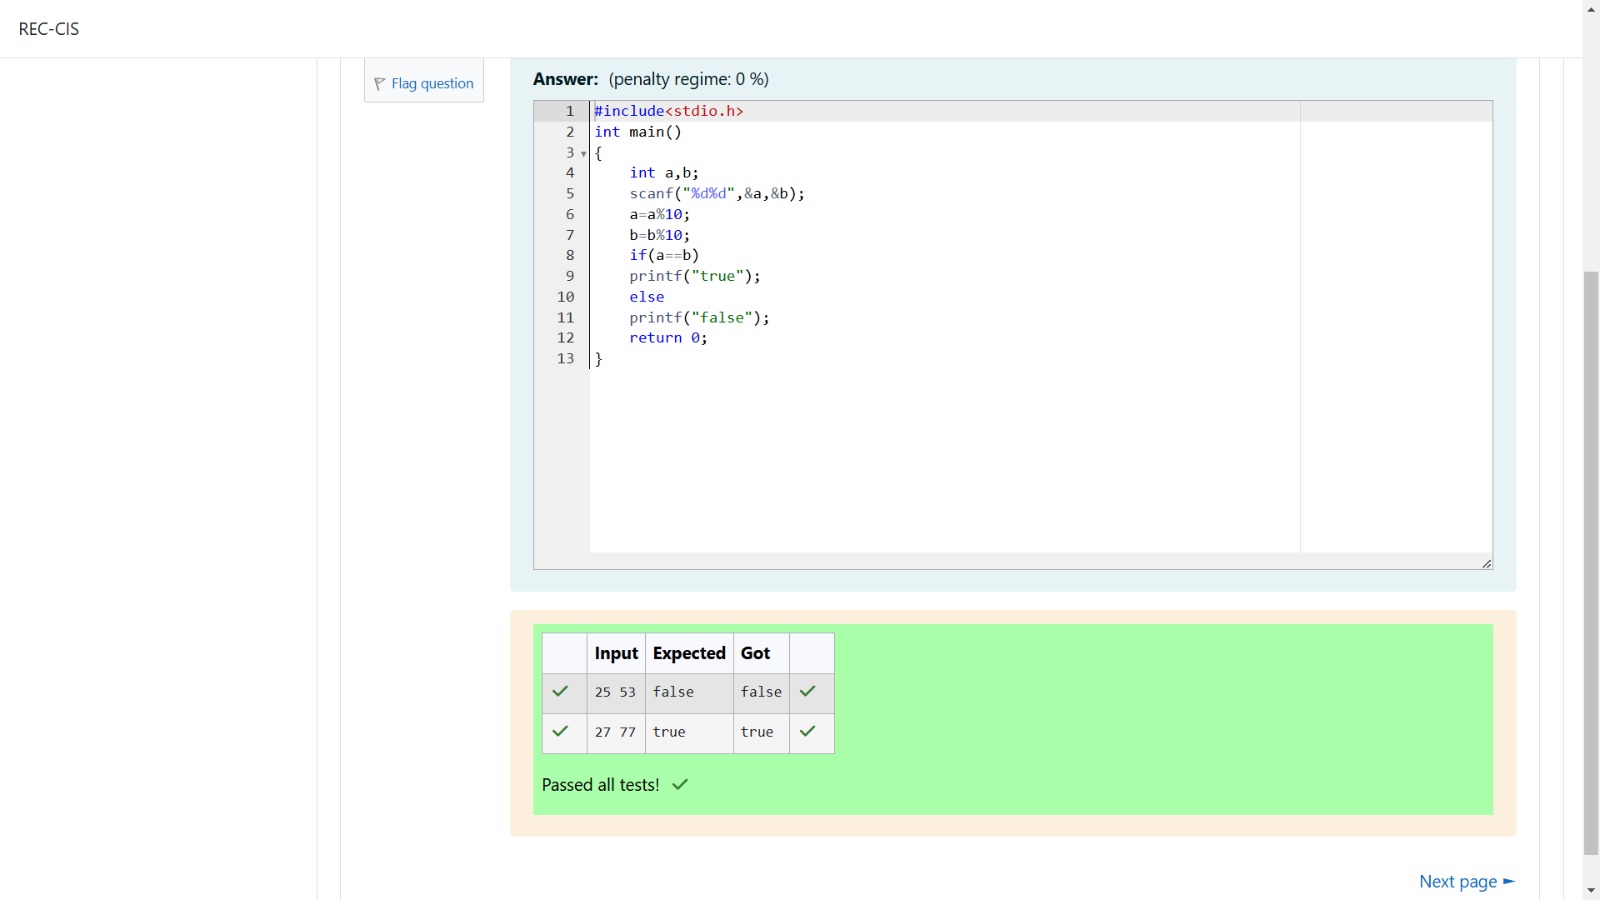 REC-CIS
Flag question
Answer: (penalty regime: 0 %)
1 #include<stdio.h>
2 int main()
3 {
4     int a,b;
5     scanf("%d%d",&a,&b);
6     a=a%10;
7     b=b%10;
8     if(a==b)
9     printf("true");
10     else
11     printf("false");
12     return 0;
13 }
Input Expected Got
25 53 false false
27 77 true true
Passed all tests!
Next page